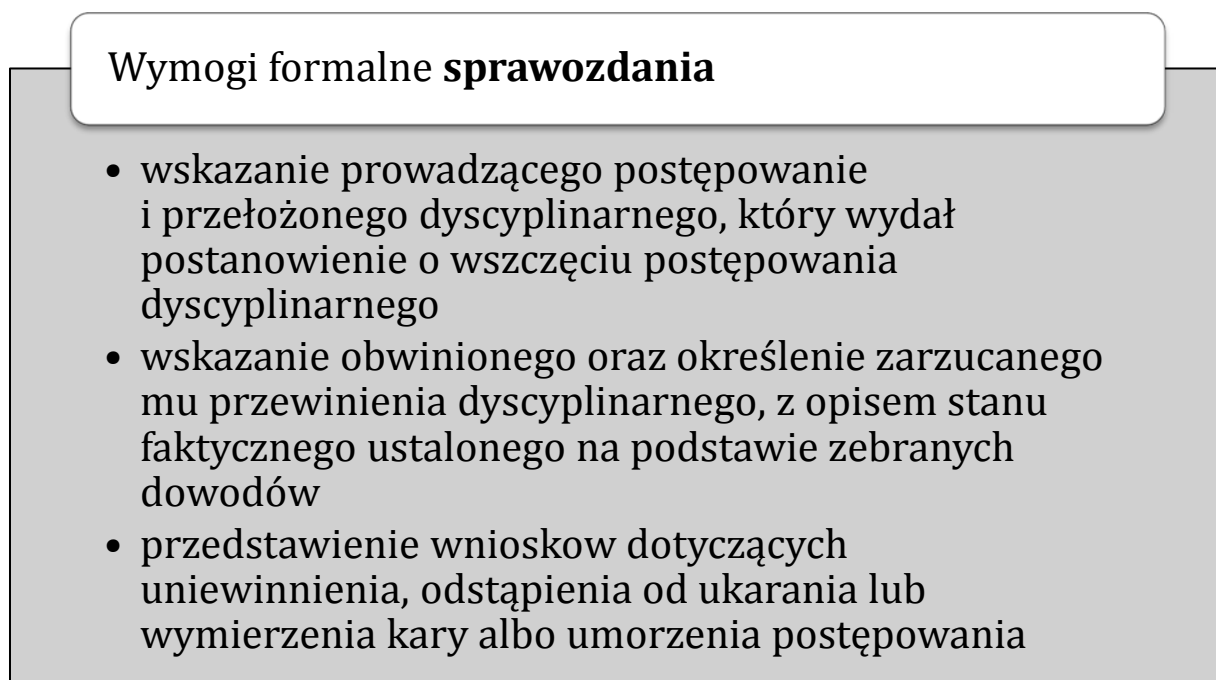 Wymogi formalne sprawozdania
• wskazanie prowadzącego postępowanie
i przełożonego dyscyplinarnego, który wydał
postanowienie o wszczęciu postępowania
dyscyplinarnego
• wskazanie obwinionego oraz określenie zarzucanego
mu przewinienia dyscyplinarnego, z opisem stanu
faktycznego ustalonego na podstawie zebranych
dowodów
• przedstawienie wnioskow dotyczących
uniewinnienia, odstąpienia od ukarania lub
wymierzenia kary albo umorzenia postępowania